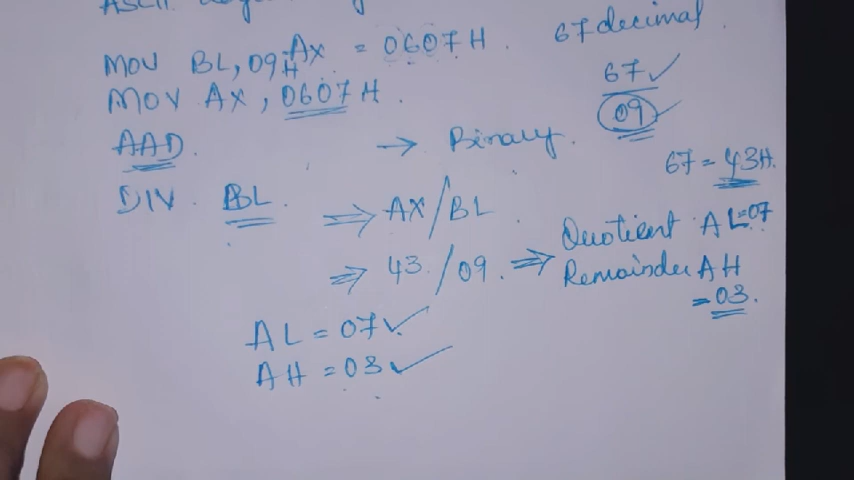 ASCII
AX = 0607H. 67 decimal
MOV BL, 09H 67 ✓
MOV AX, 0607H. 09
AAD. → Binary. 67 = 43H.
DIV BL. ⇒ AX/BL
⇒ 43/09. ⇒ Quotient AL=07
Remainder AH
= 03.
AL = 07 ✓
AH = 03 ✓